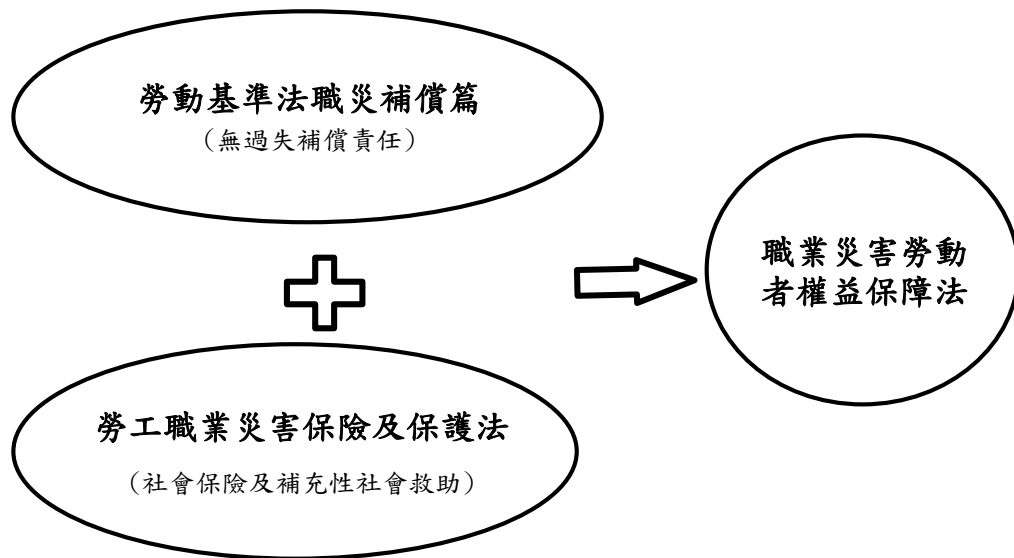 勞動基準法職災補償篇
（無過失補償責任）
職業災害勞動
者權益保障法
勞工職業災害保險及保護法
（社會保險及補充性社會救助）